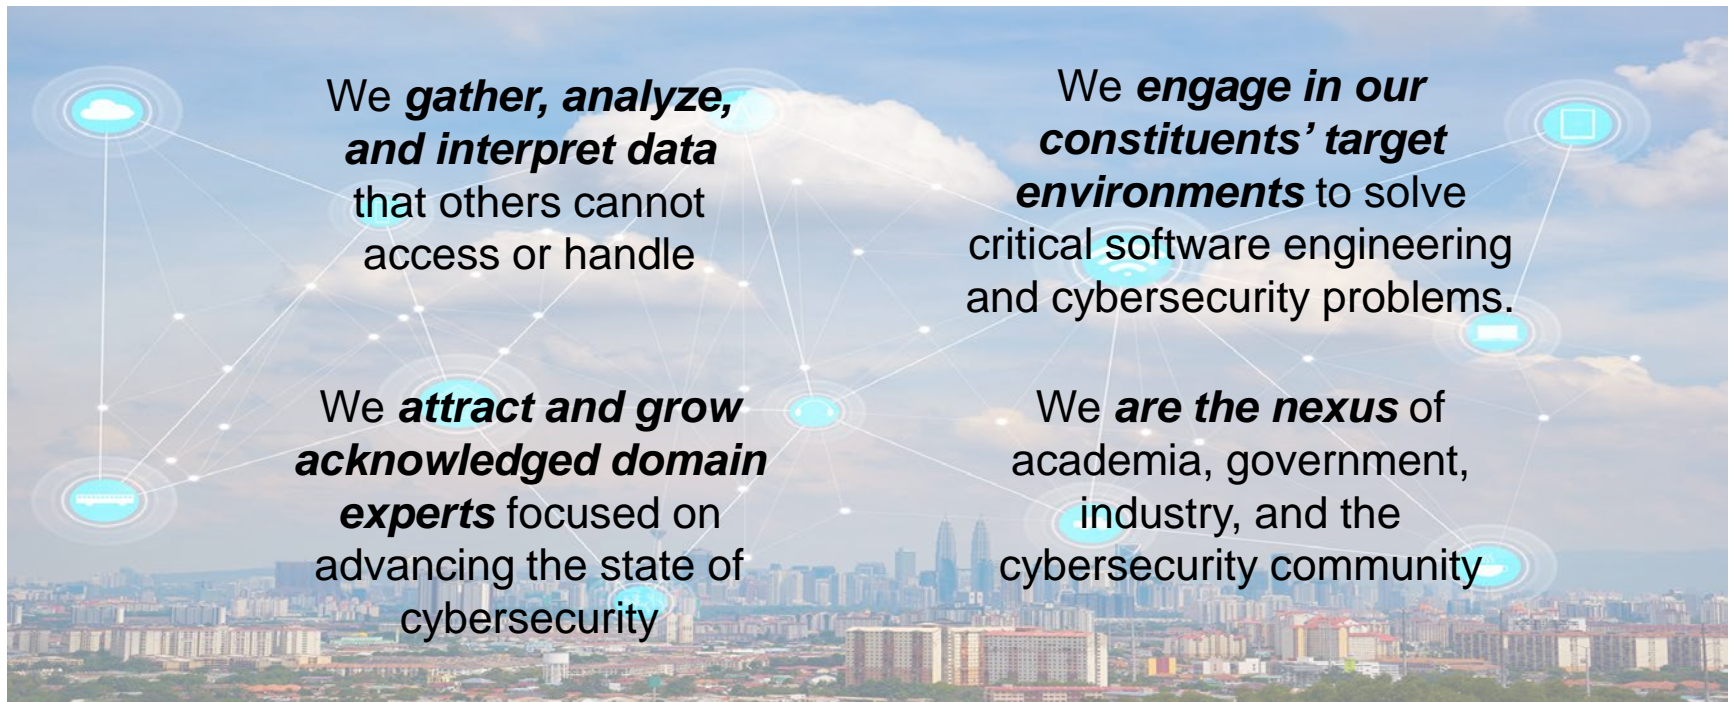 We gather, analyze,
and interpret data
that others cannot
access or handle
We engage in our
constituents’ target
environments to solve
critical software engineering
and cybersecurity problems.
We attract and grow
acknowledged domain
experts focused on
advancing the state of
cybersecurity
We are the nexus of
academia, government,
industry, and the
cybersecurity community